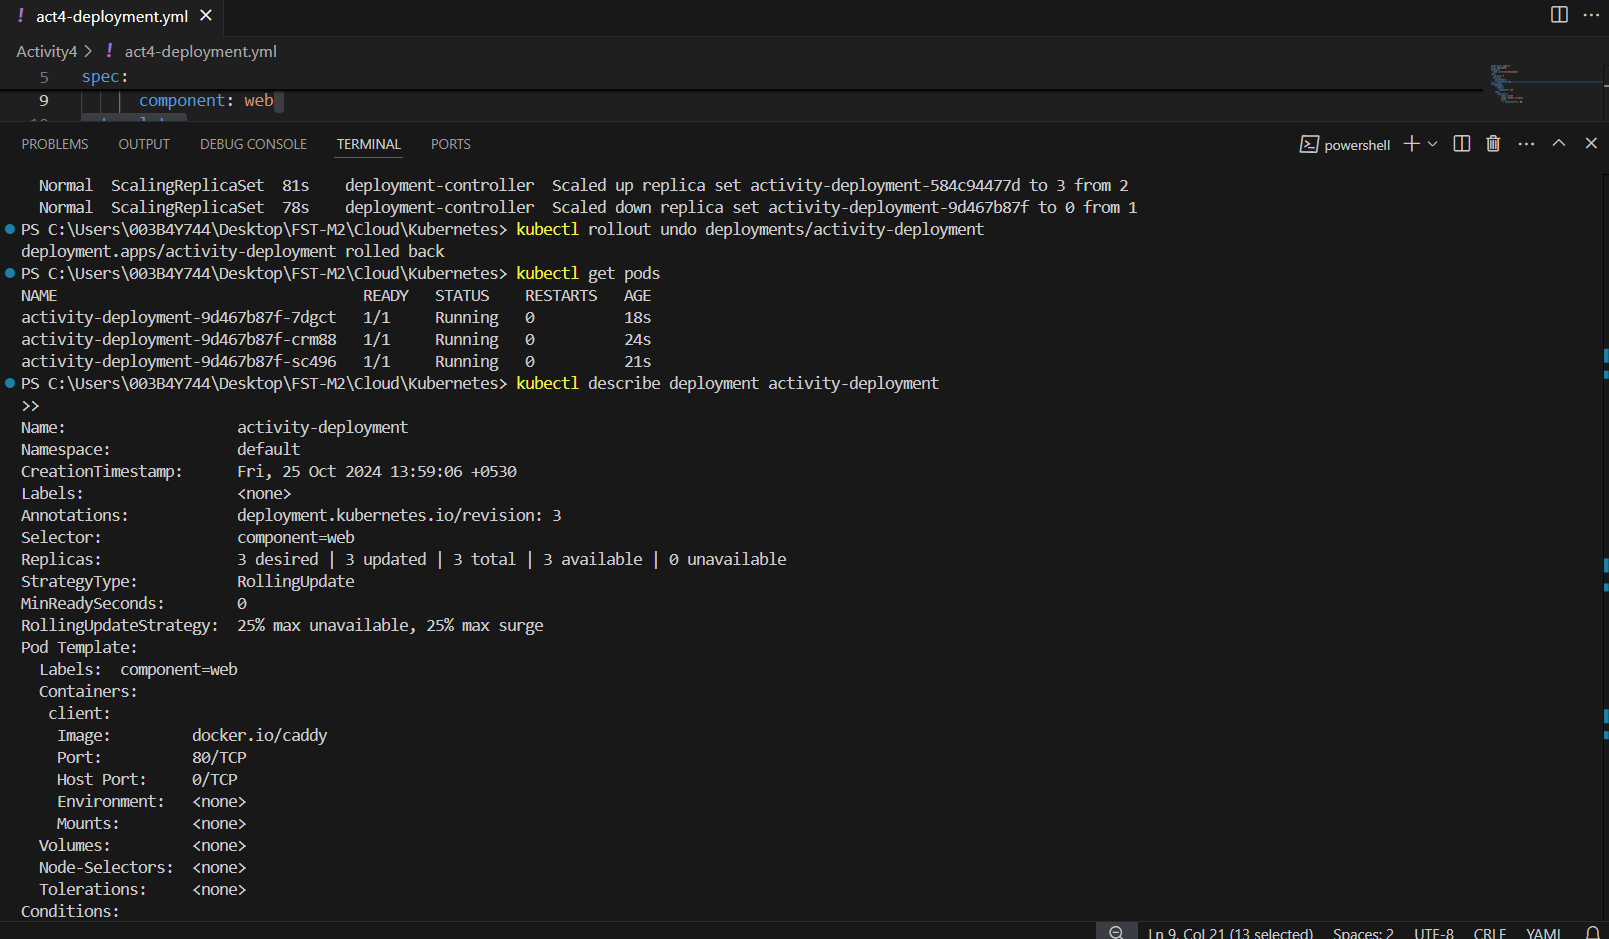 ! act4-deployment.yml ×
Activity4 > ! act4-deployment.yml
5 spec:
9 component: web
PROBLEMS OUTPUT DEBUG CONSOLE TERMINAL PORTS powershell
Normal ScalingReplicaSet 81s deployment-controller Scaled up replica set activity-deployment-584c94477d to 3 from 2
Normal ScalingReplicaSet 78s deployment-controller Scaled down replica set activity-deployment-9d467b87f to 0 from 1
PS C:\Users\003B4Y744\Desktop\FST-M2\Cloud\Kubernetes> kubectl rollout undo deployments/activity-deployment
deployment.apps/activity-deployment rolled back
PS C:\Users\003B4Y744\Desktop\FST-M2\Cloud\Kubernetes> kubectl get pods
NAME READY STATUS RESTARTS AGE
activity-deployment-9d467b87f-7dgct 1/1 Running 0 18s
activity-deployment-9d467b87f-crm88 1/1 Running 0 24s
activity-deployment-9d467b87f-sc496 1/1 Running 0 21s
PS C:\Users\003B4Y744\Desktop\FST-M2\Cloud\Kubernetes> kubectl describe deployment activity-deployment
>>
Name: activity-deployment
Namespace: default
CreationTimestamp: Fri, 25 Oct 2024 13:59:06 +0530
Labels: <none>
Annotations: deployment.kubernetes.io/revision: 3
Selector: component=web
Replicas: 3 desired | 3 updated | 3 total | 3 available | 0 unavailable
StrategyType: RollingUpdate
MinReadySeconds: 0
RollingUpdateStrategy: 25% max unavailable, 25% max surge
Pod Template:
Labels: component=web
Containers:
client:
Image: docker.io/caddy
Port: 80/TCP
Host Port: 0/TCP
Environment: <none>
Mounts: <none>
Volumes: <none>
Node-Selectors: <none>
Tolerations: <none>
Conditions:
Ln 9, Col 21 (13 selected) Spaces: 2 UTF-8 CRLF YAML